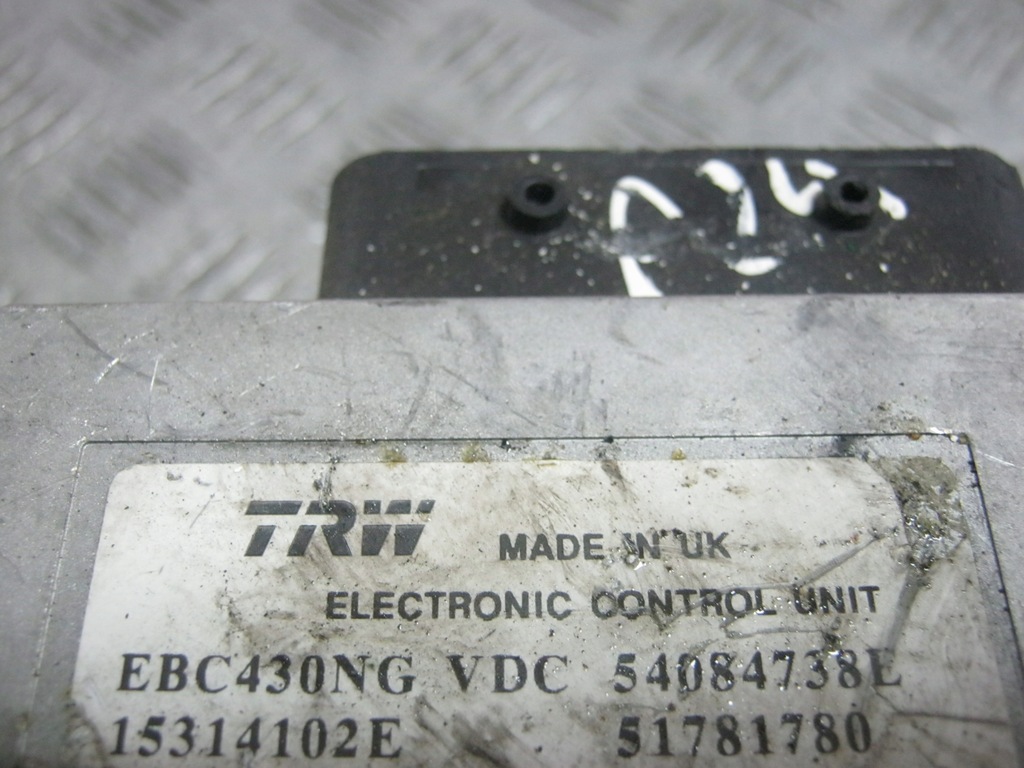 TRW
MADE IN UK
ELECTRONIC CONTROL UNIT
EBC430NG VDC 54084738E
15314102E 51781780